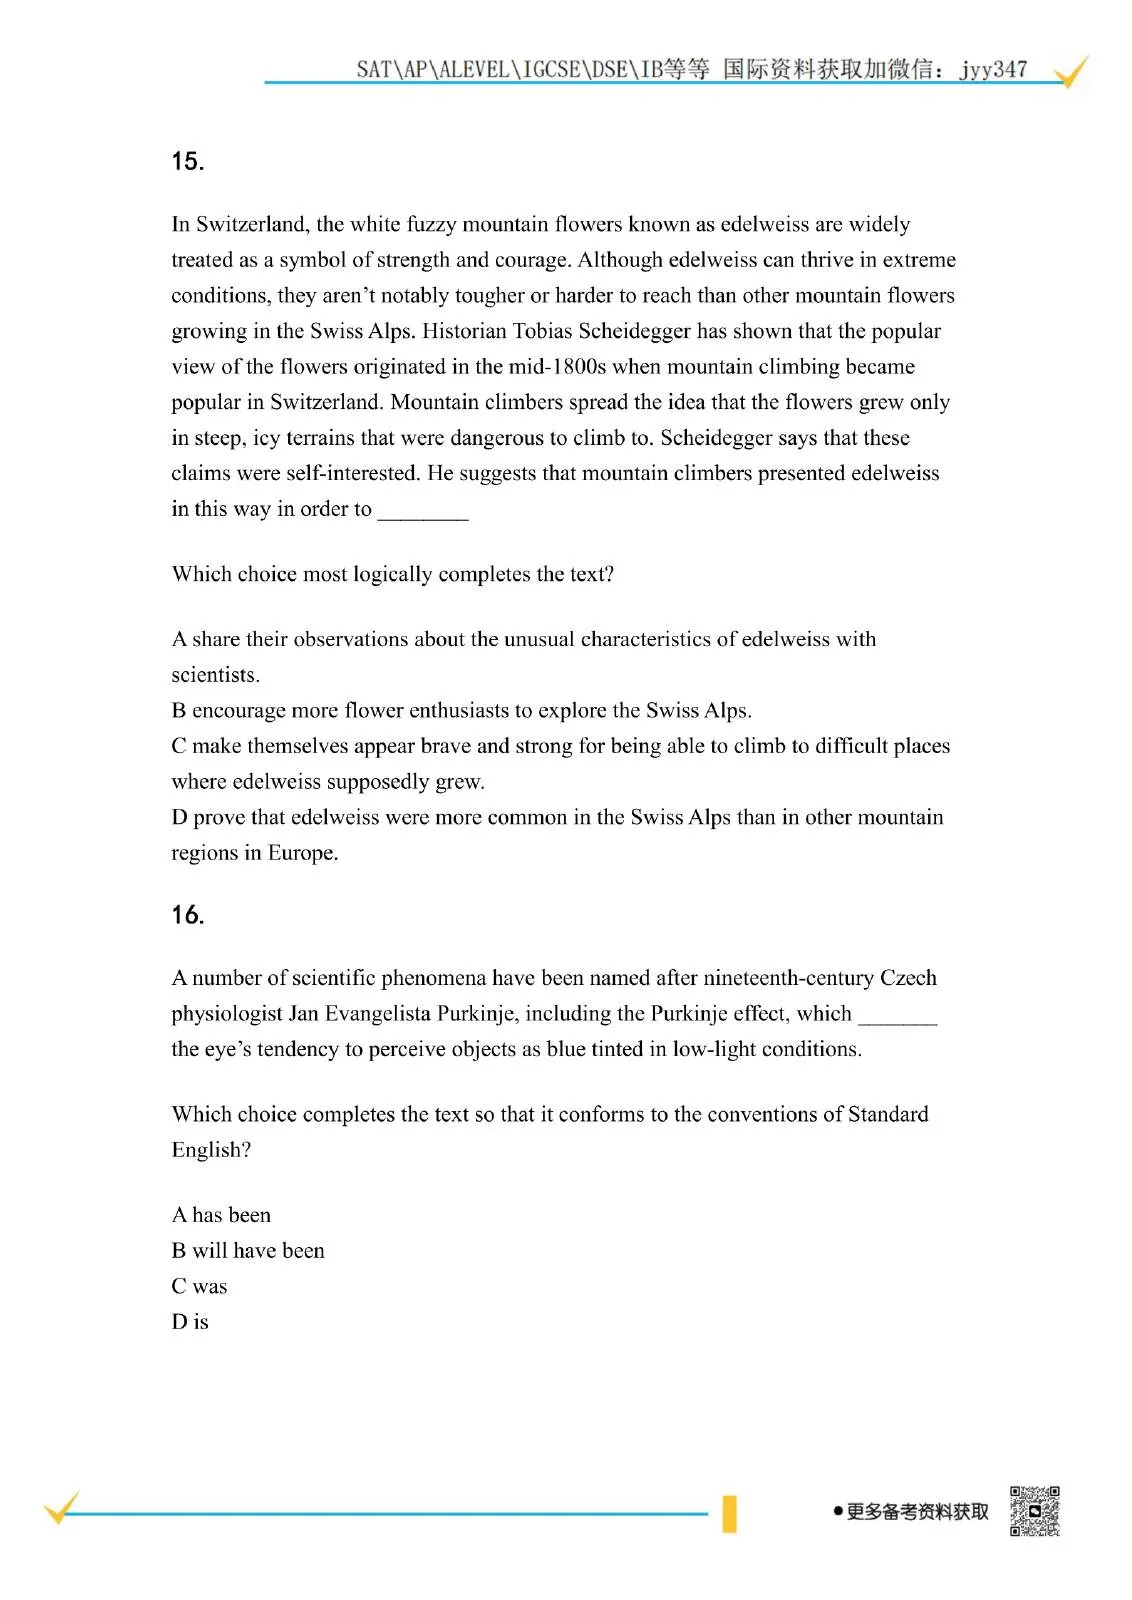 SAT\AP\ALEVEL\IGCSE\DSE\IB等等 国际资料获取加微信：jyy347
15.
In Switzerland, the white fuzzy mountain flowers known as edelweiss are widely
treated as a symbol of strength and courage. Although edelweiss can thrive in extreme
conditions, they aren’t notably tougher or harder to reach than other mountain flowers
growing in the Swiss Alps. Historian Tobias Scheidegger has shown that the popular
view of the flowers originated in the mid-1800s when mountain climbing became
popular in Switzerland. Mountain climbers spread the idea that the flowers grew only
in steep, icy terrains that were dangerous to climb to. Scheidegger says that these
claims were self-interested. He suggests that mountain climbers presented edelweiss
in this way in order to ________
Which choice most logically completes the text?
A share their observations about the unusual characteristics of edelweiss with
scientists.
B encourage more flower enthusiasts to explore the Swiss Alps.
C make themselves appear brave and strong for being able to climb to difficult places
where edelweiss supposedly grew.
D prove that edelweiss were more common in the Swiss Alps than in other mountain
regions in Europe.
16.
A number of scientific phenomena have been named after nineteenth-century Czech
physiologist Jan Evangelista Purkinje, including the Purkinje effect, which _______
the eye’s tendency to perceive objects as blue tinted in low-light conditions.
Which choice completes the text so that it conforms to the conventions of Standard
English?
A has been
B will have been
C was
D is
●更多备考资料获取